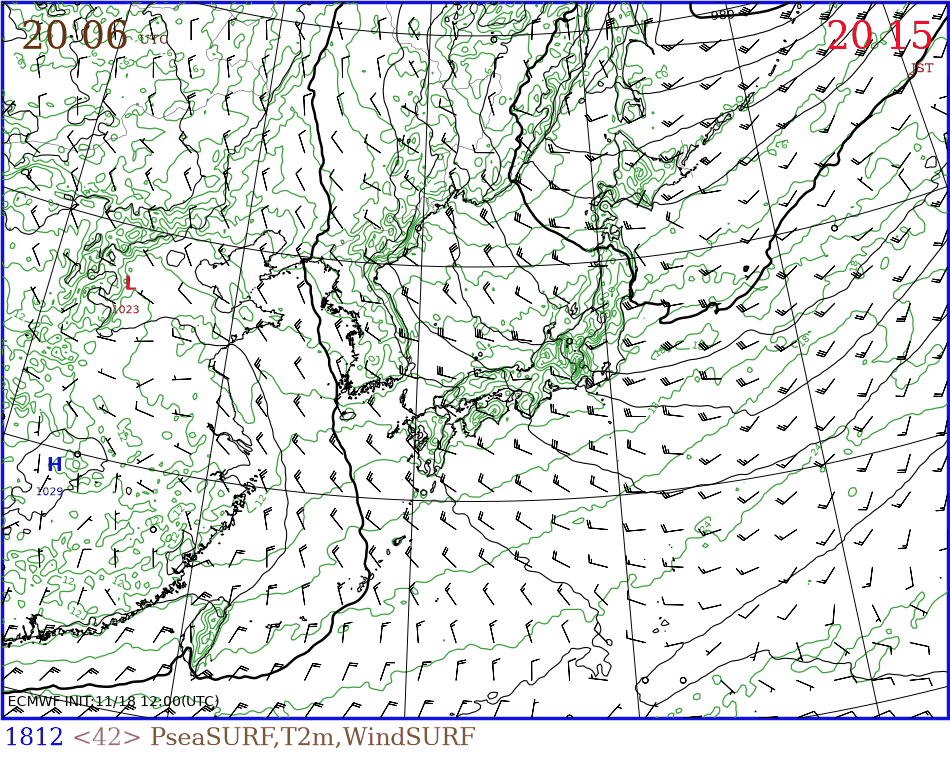 20 06 UTC
20 15
JST
980
L
1023
H
1029
ECMWF INIT:11/18 12:00(UTC)
1812 <42> PseaSURF,T2m,WindSURF